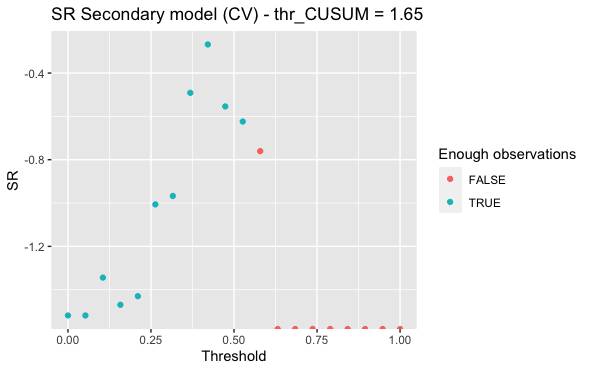 SR Secondary model (CV) - thr_CUSUM = 1.65
-0.4
-0.8
-1.2
SR
0.00 0.25 0.50 0.75 1.00
Threshold
Enough observations
FALSE
TRUE